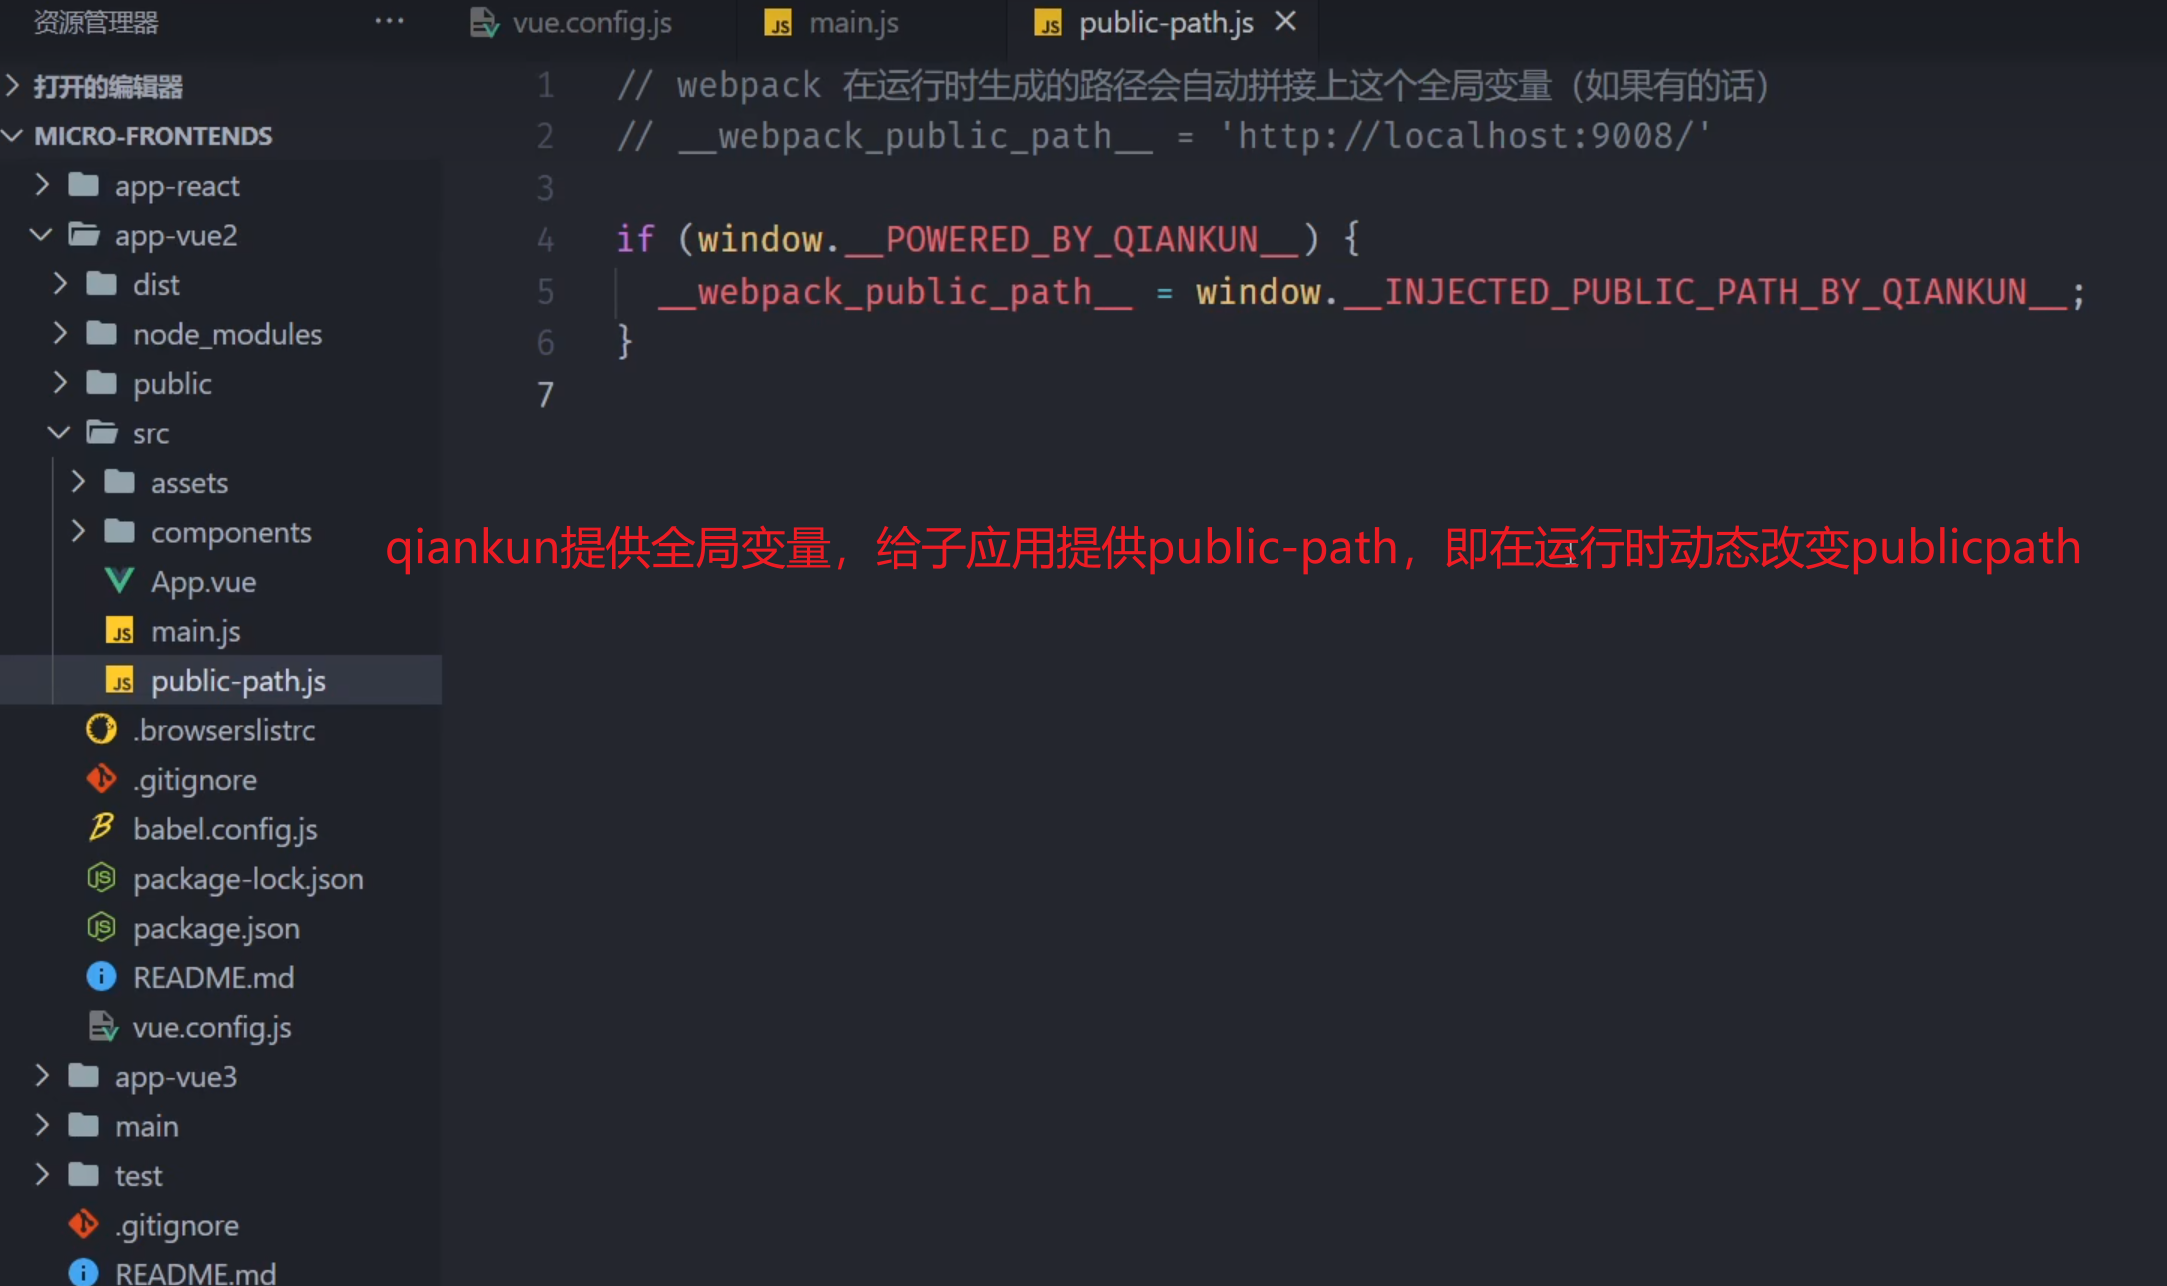 资源管理器 ···
vue.config.js
main.js
public-path.js
打开的编辑器
MICRO-FRONTENDS
app-react
app-vue2
dist
node_modules
public
src
assets
components
App.vue
main.js
public-path.js
.browserslistrc
.gitignore
babel.config.js
package-lock.json
package.json
README.md
vue.config.js
app-vue3
main
test
.gitignore
README.md
1 // webpack 在运行时生成的路径会自动拼接上这个全局变量（如果有的话）
2 // __webpack_public_path__ = 'http://localhost:9008/'
3
4 if (window.__POWERED_BY_QIANKUN__) {
5 __webpack_public_path__ = window.__INJECTED_PUBLIC_PATH_BY_QIANKUN__;
6 }
7
qiankun提供全局变量，给子应用提供public-path，即在运行时动态改变publicpath